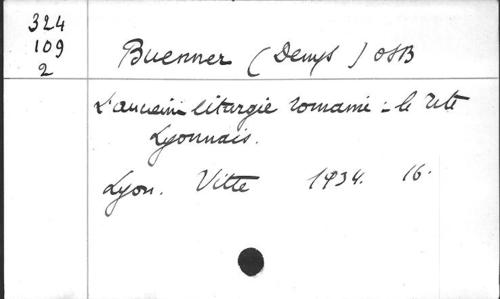 324
109
2
Buenner (Denys) OSB
L'ancienne liturgie romaine: le rite
Lyonnais.
Lyon. Vitte 1934. 16.